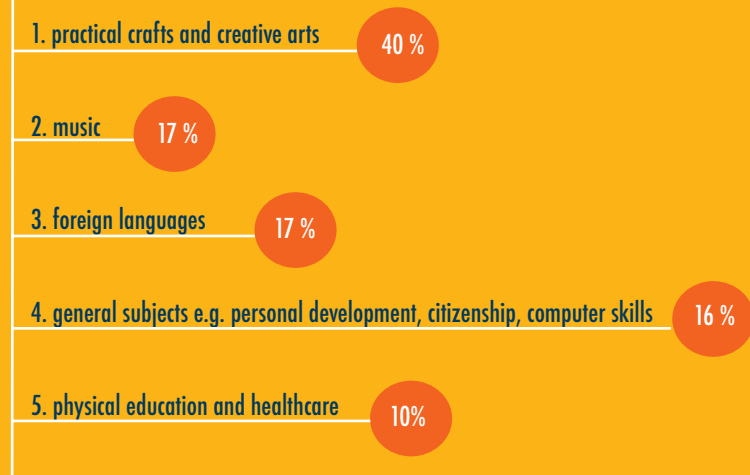 1. practical crafts and creative arts 40 %
2. music 17 %
3. foreign languages 17 %
4. general subjects e.g. personal development, citizenship, computer skills 16 %
5. physical education and healthcare 10%